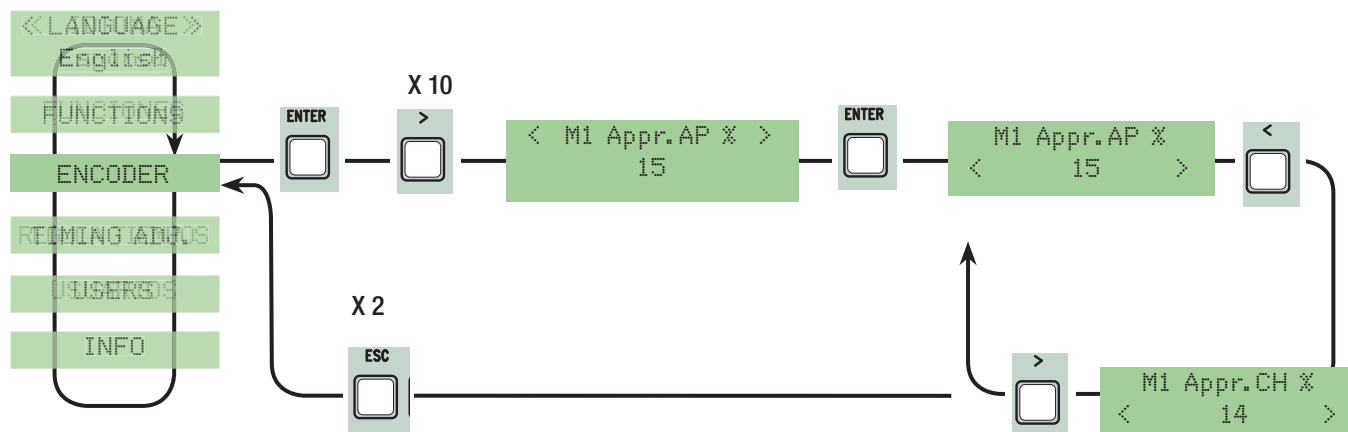 ≪LANGUAGE≫
English
FUNCTIONS
ENCODER
TIMING ADJ.
USERS
INFO
ENTER
X 10
>
< M1 Appr.AP % >
15
ENTER
M1 Appr.AP %
< 15 >
<
X 2
ESC
>
M1 Appr.CH %
< 14 >